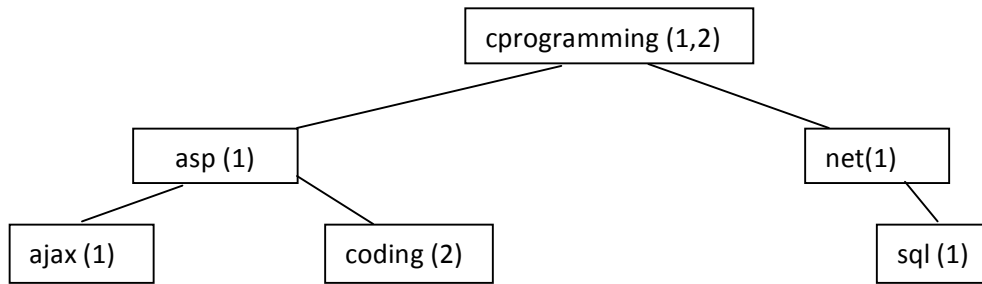 cprogramming (1,2)
asp (1)
net(1)
ajax (1)
coding (2)
sql (1)